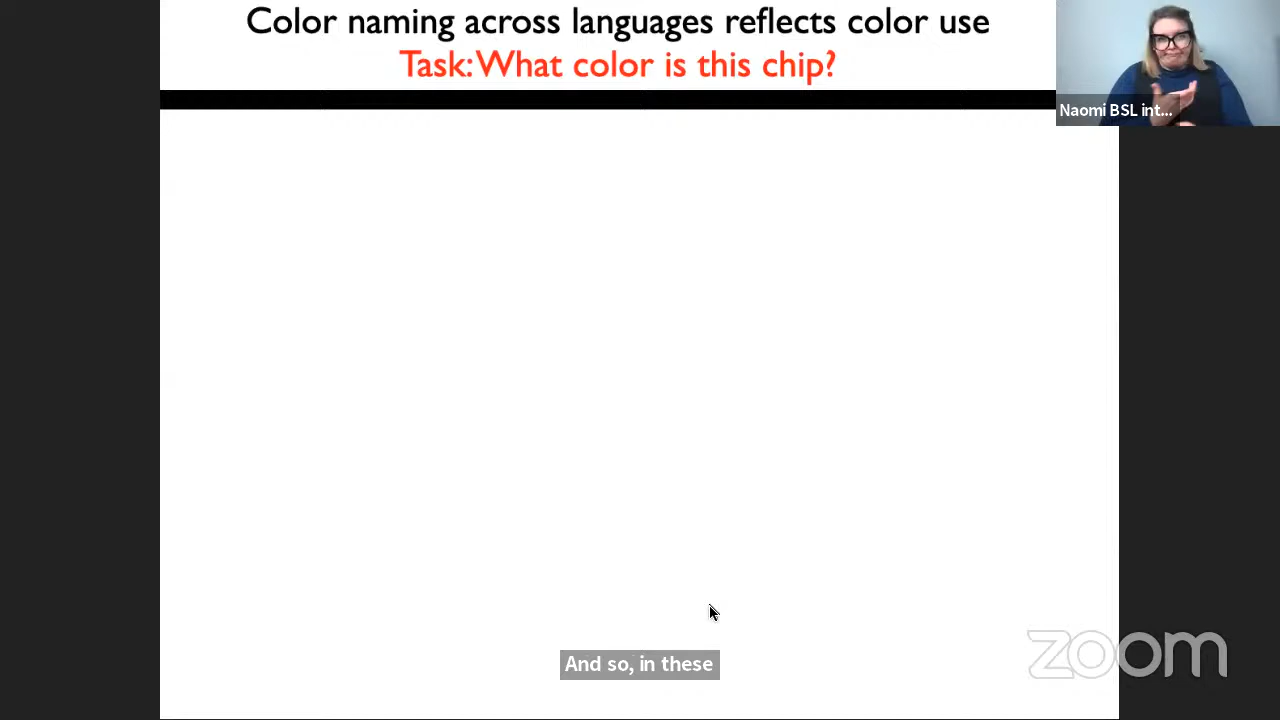 Color naming across languages reflects color use
Task: What color is this chip?
Naomi BSL int...
And so, in these
zoom